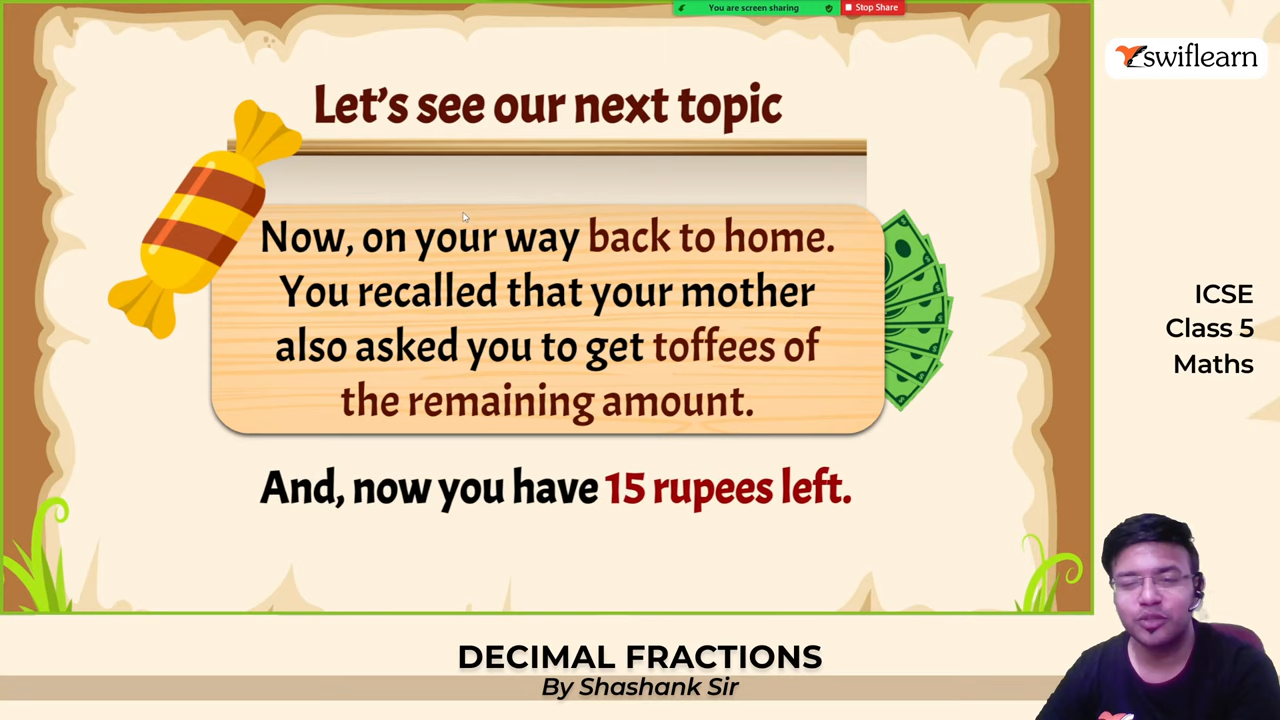 You are screen sharing
Stop Share
swiflearn
Let's see our next topic
Now, on your way back to home.
You recalled that your mother
also asked you to get toffees of
the remaining amount.
And, now you have 15 rupees left.
ICSE
Class 5
Maths
DECIMAL FRACTIONS
By Shashank Sir